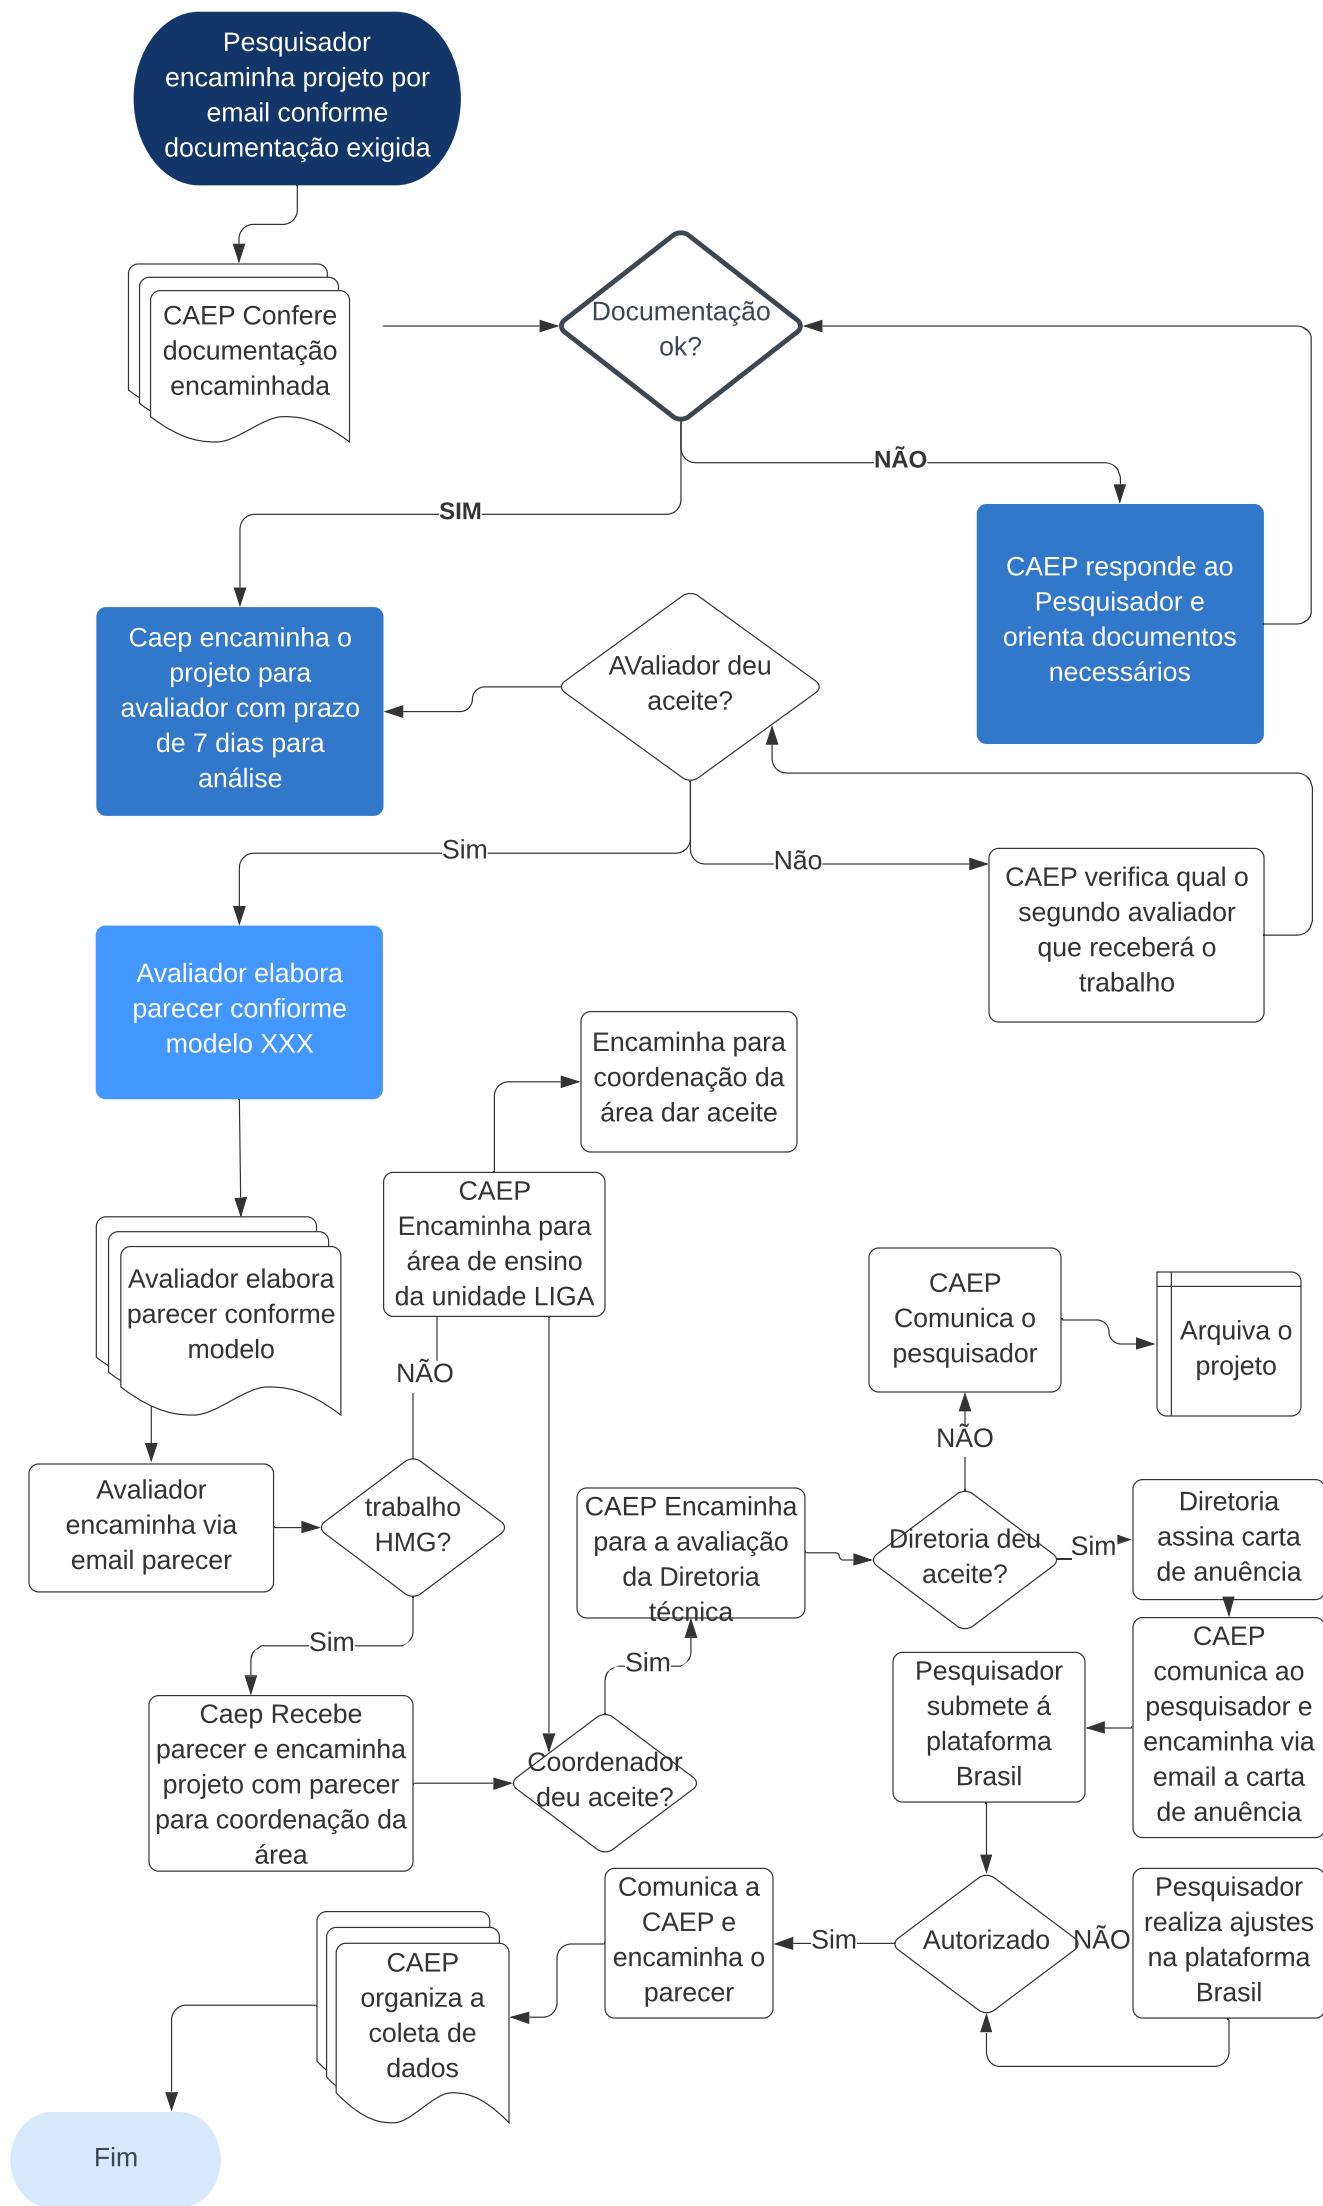 Pesquisador
encaminha projeto por
email conforme
documentação exigida
CAEP Confere
documentação
encaminhada
Documentação
ok?
NÃO
SIM
CAEP responde ao
Pesquisador e
orienta documentos
necessários
Caep encaminha o
projeto para
avaliador com prazo
de 7 dias para
análise
AValiador deu
aceite?
Sim
Não
CAEP verifica qual o
segundo avaliador
que receberá o
trabalho
Avaliador elabora
parecer confiorme
modelo XXX
Encaminha para
coordenação da
área dar aceite
CAEP
Encaminha para
área de ensino
da unidade LIGA
Avaliador elabora
parecer conforme
modelo
NÃO
CAEP
Comunica o
pesquisador
Arquiva o
projeto
NÃO
Avaliador
encaminha via
email parecer
trabalho
HMG?
CAEP Encaminha
para a avaliação
da Diretoria
técnica
Diretoria deu
aceite?
Sim
Diretoria
assina carta
de anuência
Sim
Sim
Caep Recebe
parecer e encaminha
projeto com parecer
para coordenação da
área
Coordenador
deu aceite?
Pesquisador
submete á
plataforma
Brasil
CAEP
comunica ao
pesquisador e
encaminha via
email a carta
de anuência
Comunica a
CAEP e
encaminha o
parecer
Sim
Autorizado
NÃO
Pesquisador
realiza ajustes
na plataforma
Brasil
CAEP
organiza a
coleta de
dados
Fim